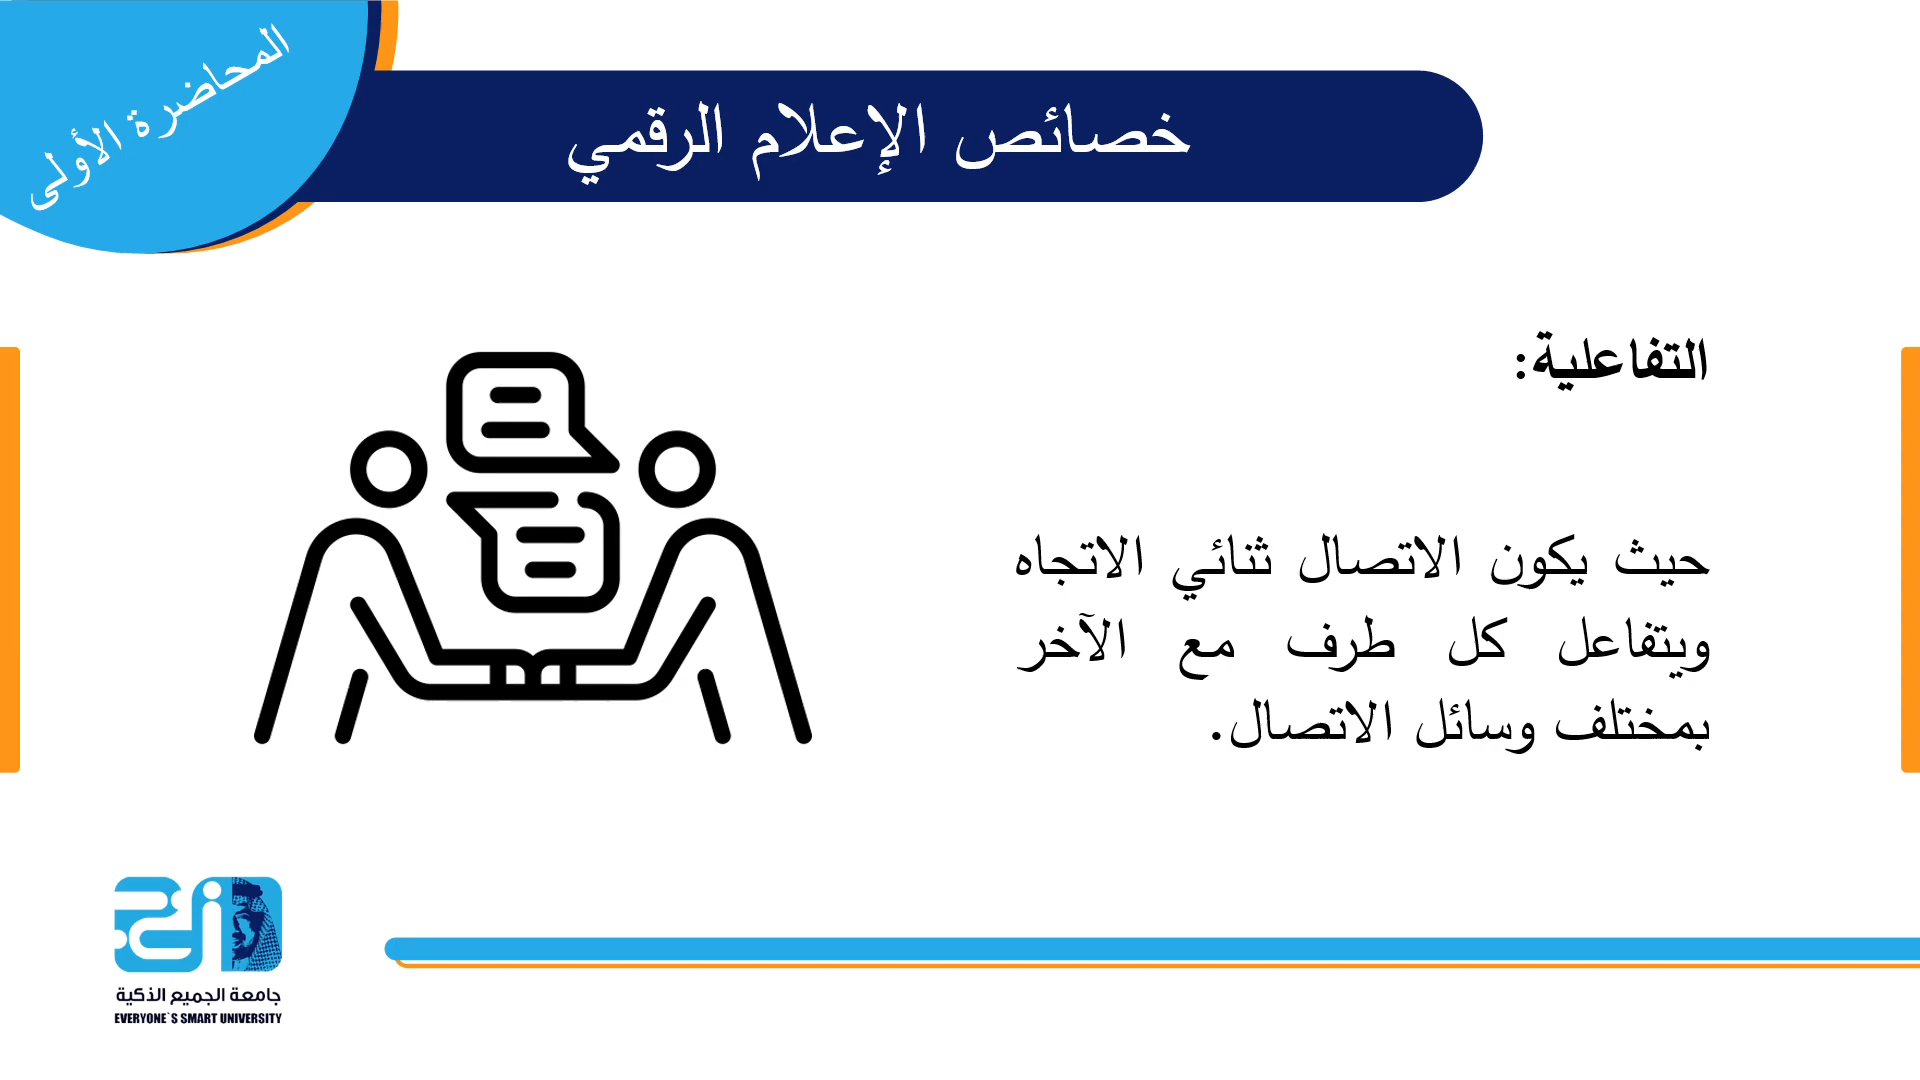 المحاضرة الأولى
خصائص الإعلام الرقمي
التفاعلية:
حيث يكون الاتصال ثنائي الاتجاه
ويتفاعل كل طرف مع الآخر
بمختلف وسائل الاتصال.
جامعة الجميع الذكية
EVERYONE`S SMART UNIVERSITY